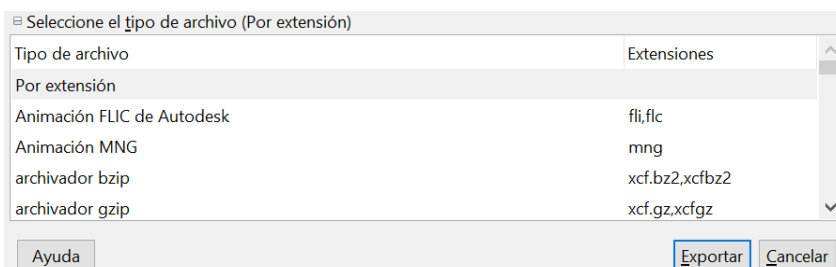 Seleccione el tipo de archivo (Por extensión)
Tipo de archivo Extensiones
Por extensión
Animación FLIC de Autodesk fli,flc
Animación MNG mng
archivador bzip xcf.bz2,xcfbz2
archivador gzip xcf.gz,xcfgz
Ayuda Exportar Cancelar